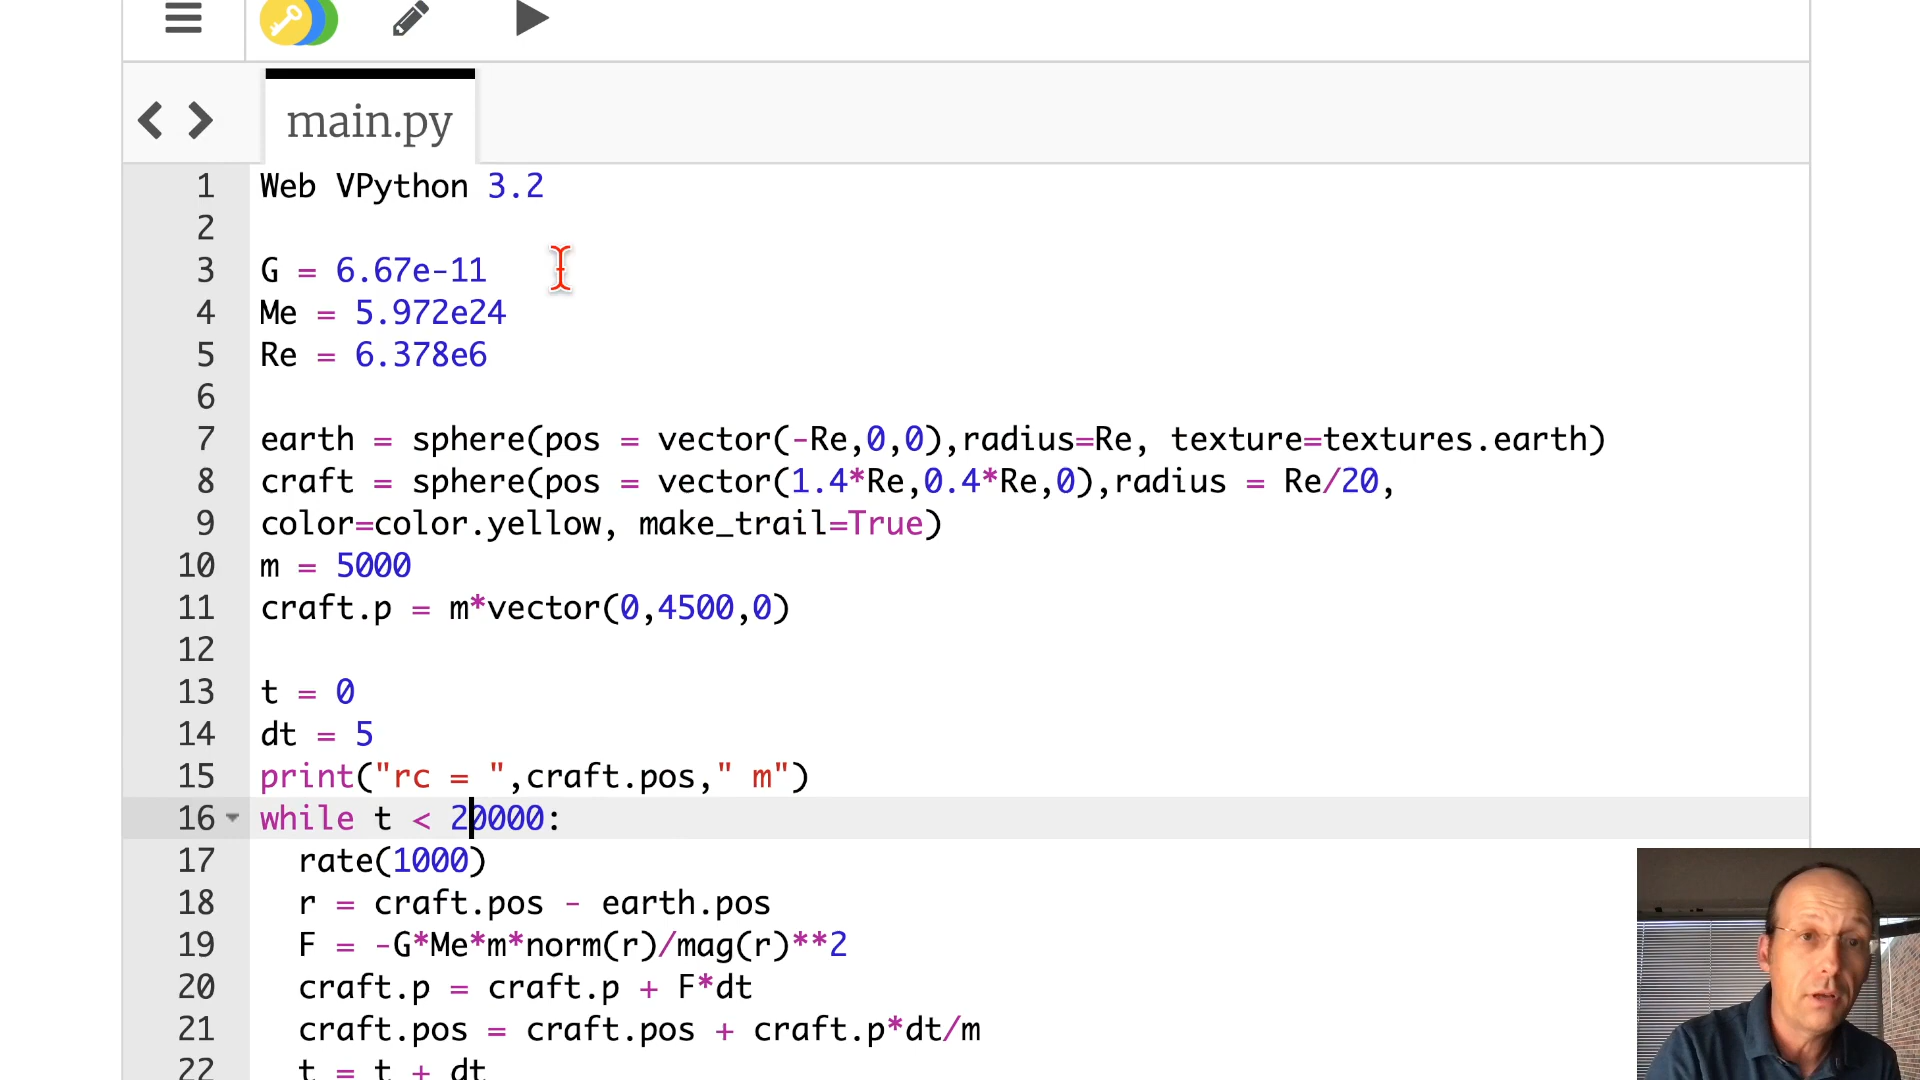 main.py
1 Web VPython 3.2
2
3 G = 6.67e-11
4 Me = 5.972e24
5 Re = 6.378e6
6
7 earth = sphere(pos = vector(-Re,0,0),radius=Re, texture=textures.earth)
8 craft = sphere(pos = vector(1.4*Re,0.4*Re,0),radius = Re/20,
9 color=color.yellow, make_trail=True)
10 m = 5000
11 craft.p = m*vector(0,4500,0)
12
13 t = 0
14 dt = 5
15 print("rc = ",craft.pos," m")
16 while t < 20000:
17   rate(1000)
18   r = craft.pos - earth.pos
19   F = -G*Me*m*norm(r)/mag(r)**2
20   craft.p = craft.p + F*dt
21   craft.pos = craft.pos + craft.p*dt/m
22   t = t + dt